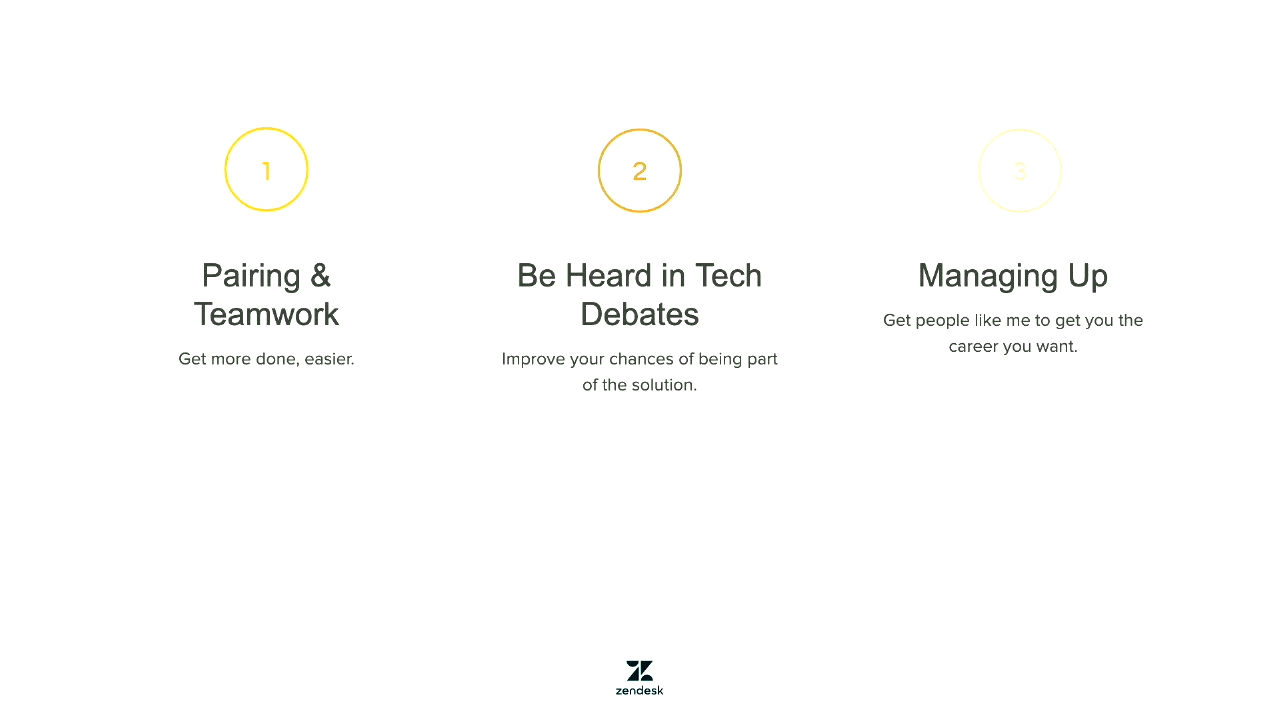 1
Pairing &
Teamwork
Get more done, easier.
2
Be Heard in Tech
Debates
Improve your chances of being part
of the solution.
3
Managing Up
Get people like me to get you the
career you want.
zendesk